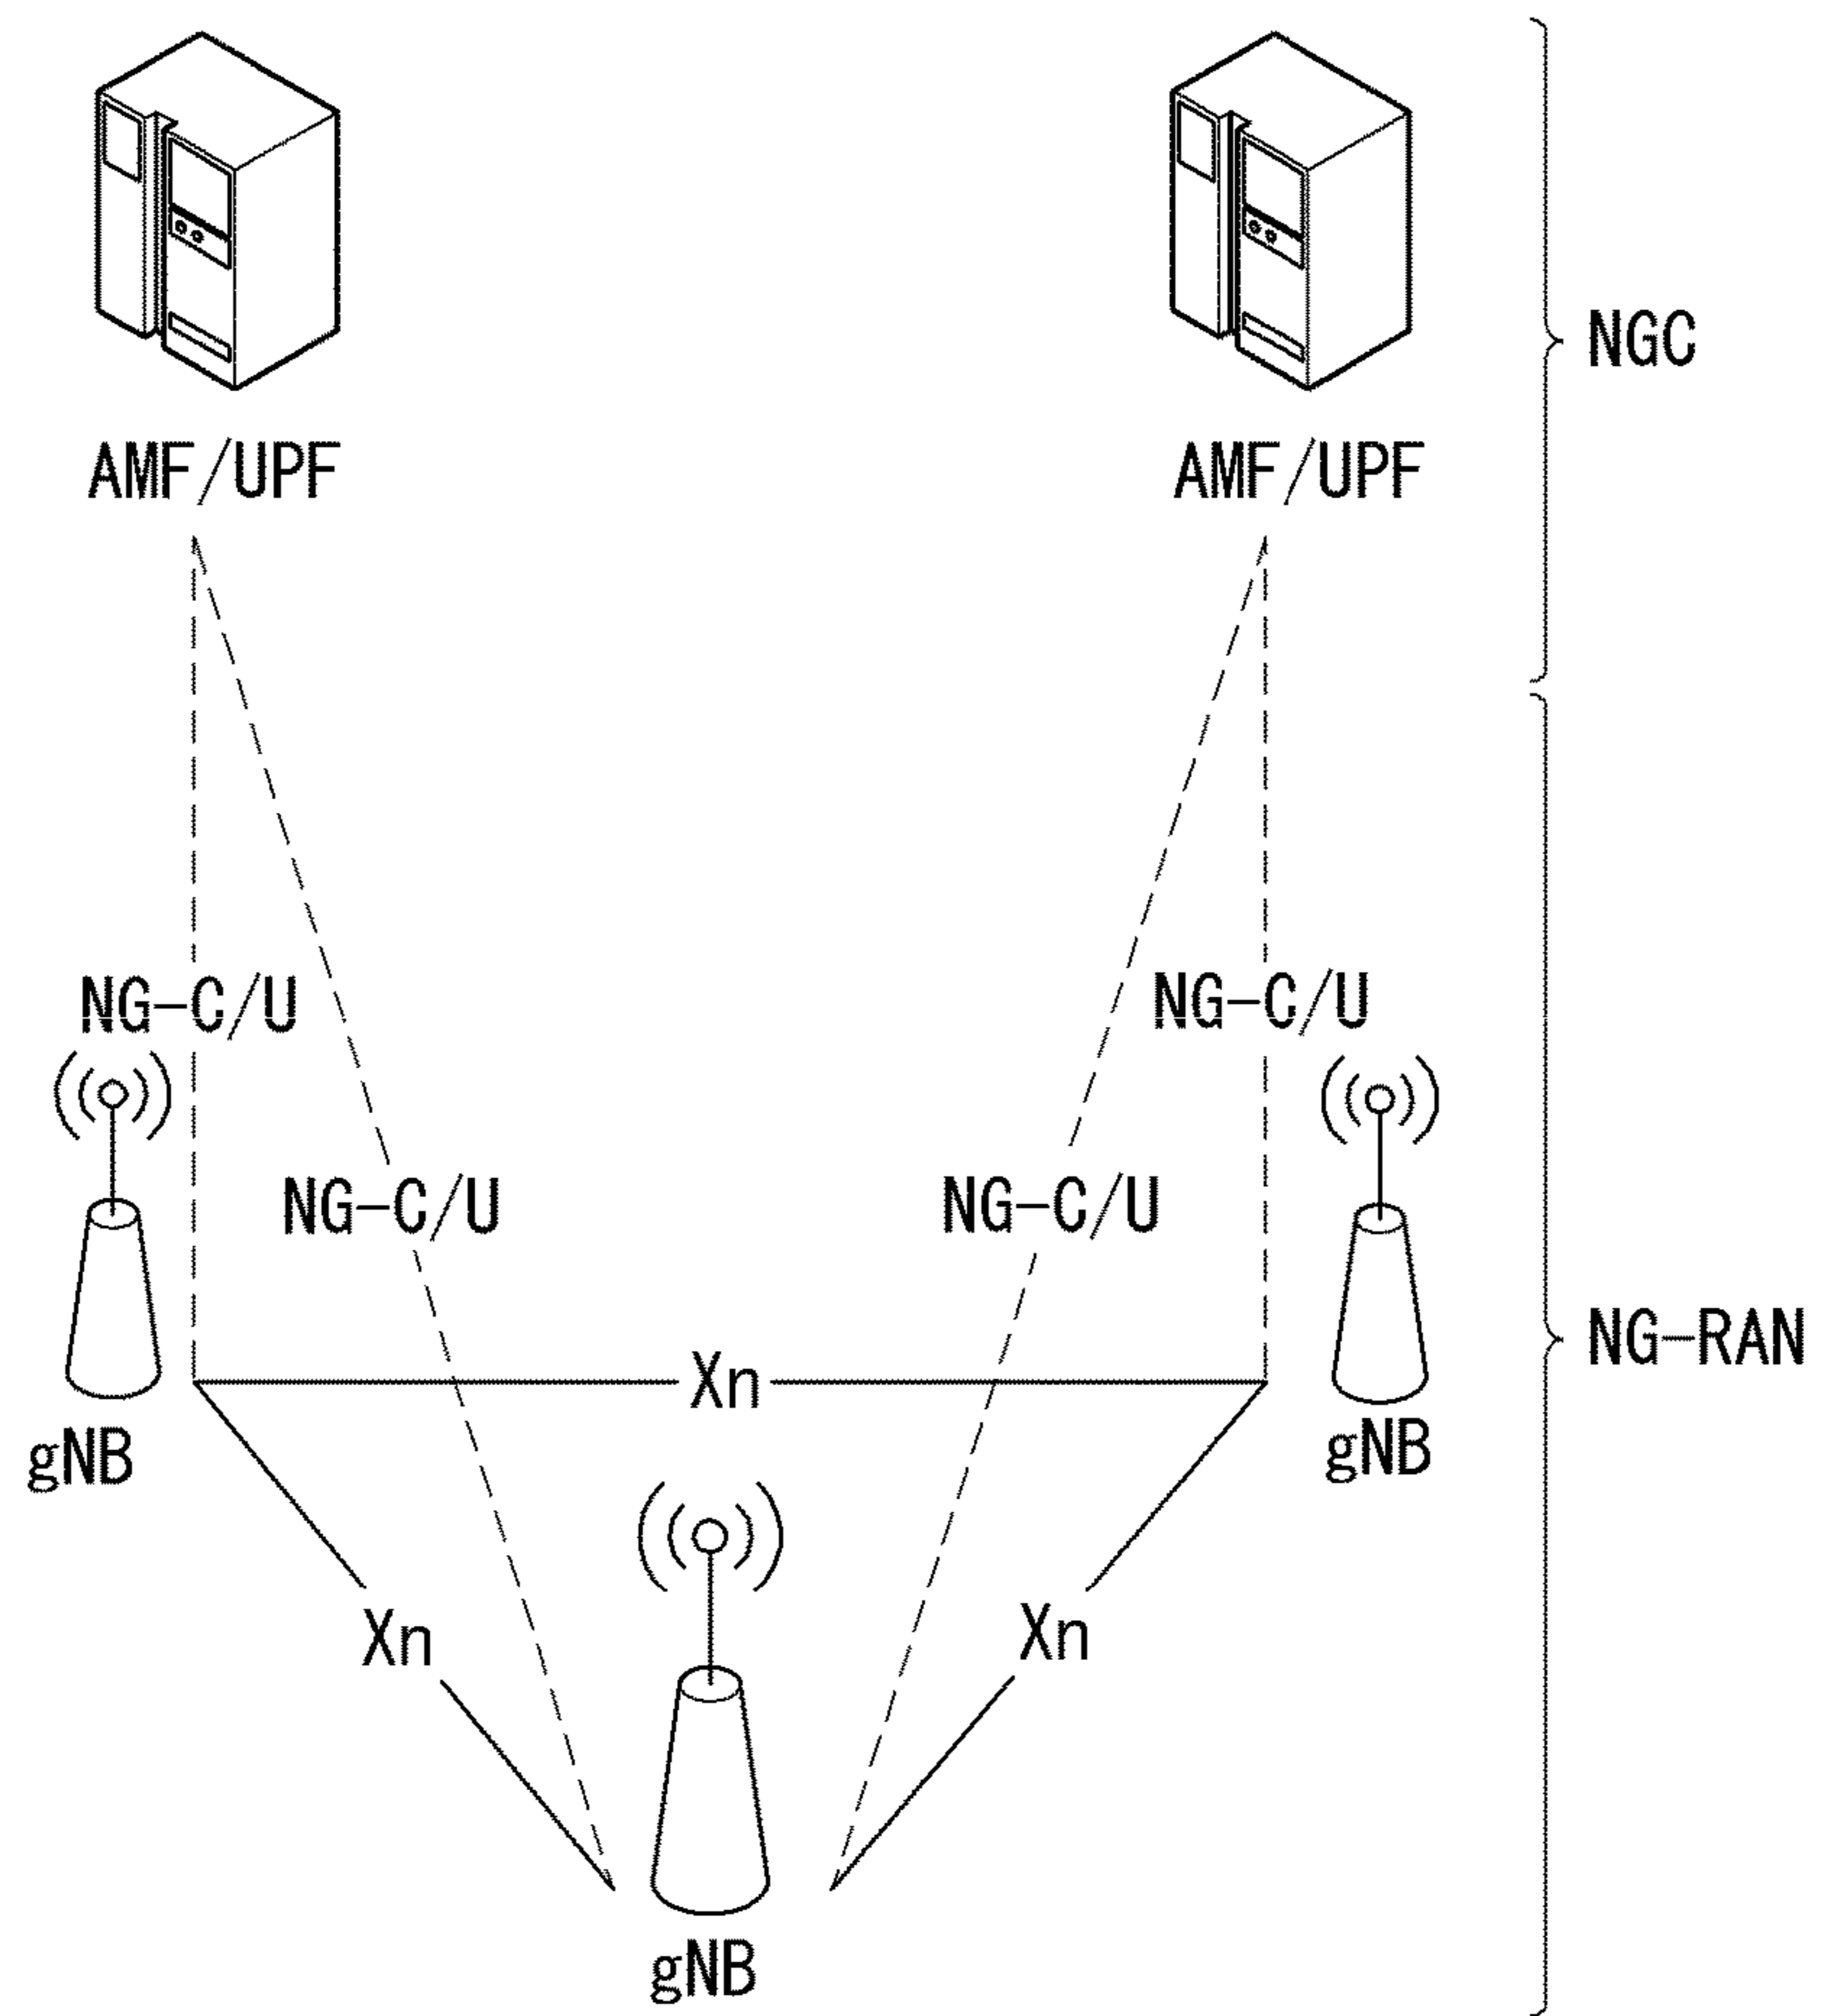 NGC
AMF/UPF
AMF/UPF
NG-C/U
NG-C/U
NG-C/U
NG-C/U
NG-RAN
Xn
gNB
gNB
Xn
Xn
gNB